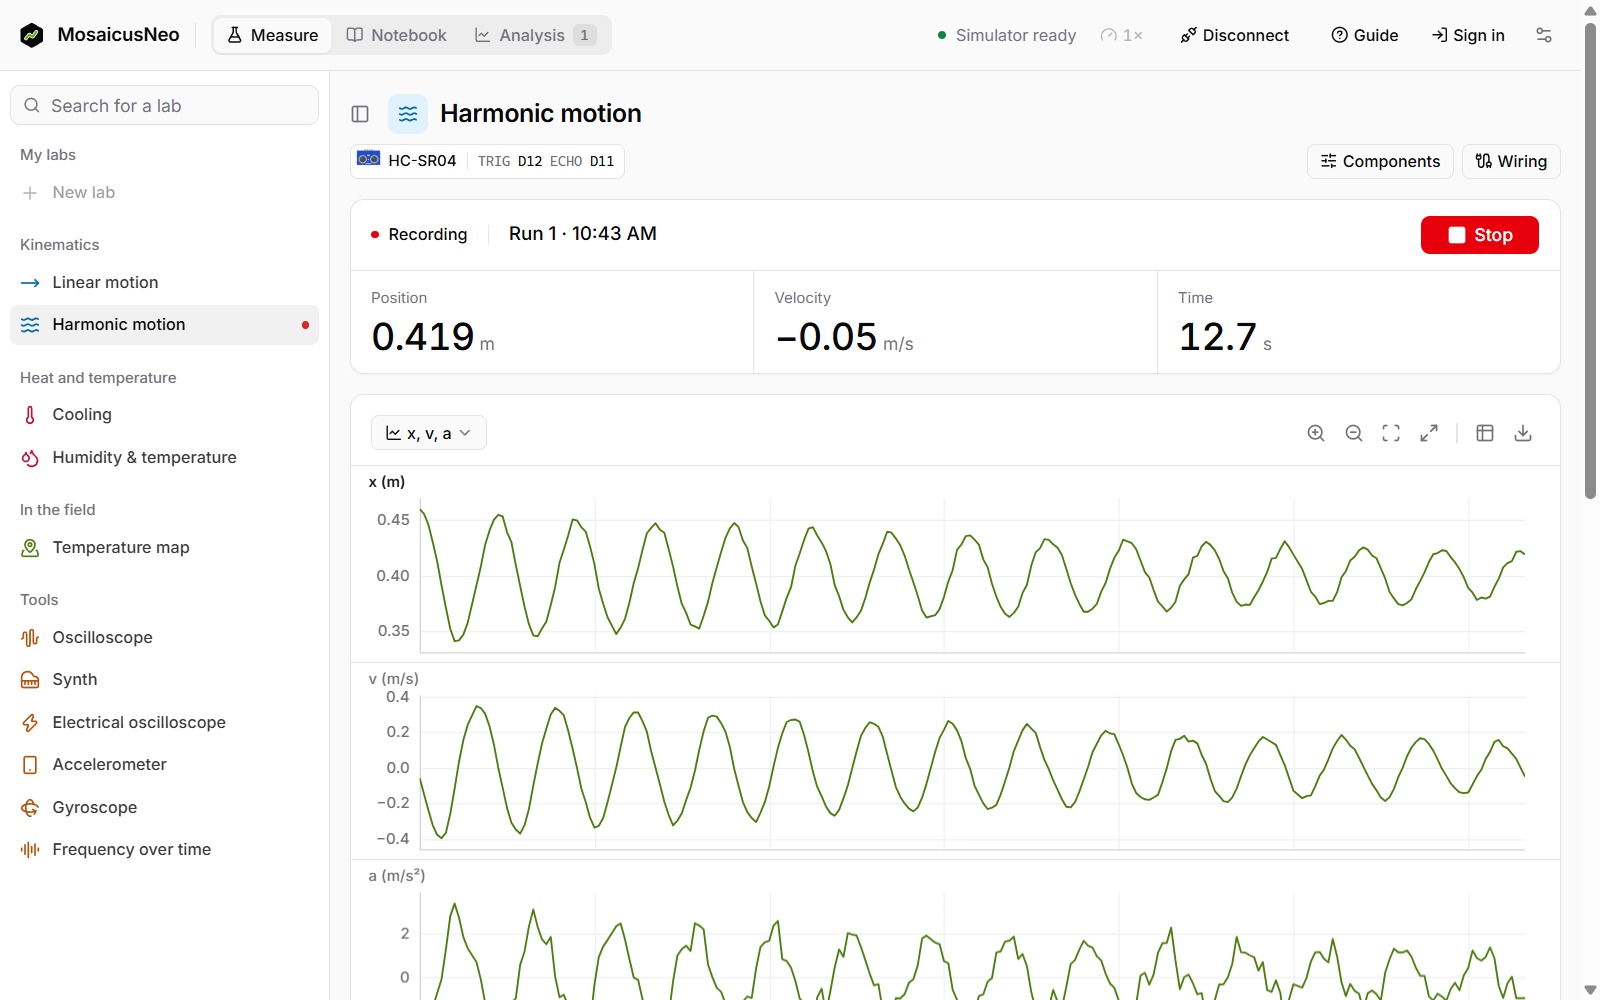 MosaicusNeo
Measure
Notebook
Analysis 1
Simulator ready
1×
Disconnect
Guide
Sign in
Search for a lab
My labs
New lab
Kinematics
Linear motion
Harmonic motion
Heat and temperature
Cooling
Humidity & temperature
In the field
Temperature map
Tools
Oscilloscope
Synth
Electrical oscilloscope
Accelerometer
Gyroscope
Frequency over time
Harmonic motion
HC-SR04 TRIG D12 ECHO D11
Components
Wiring
Recording
Run 1 · 10:43 AM
Stop
Position
0.419 m
Velocity
−0.05 m/s
Time
12.7 s
x, v, a
x (m)
0.45
0.40
0.35
v (m/s)
0.4
0.2
0.0
−0.2
−0.4
a (m/s²)
2
0